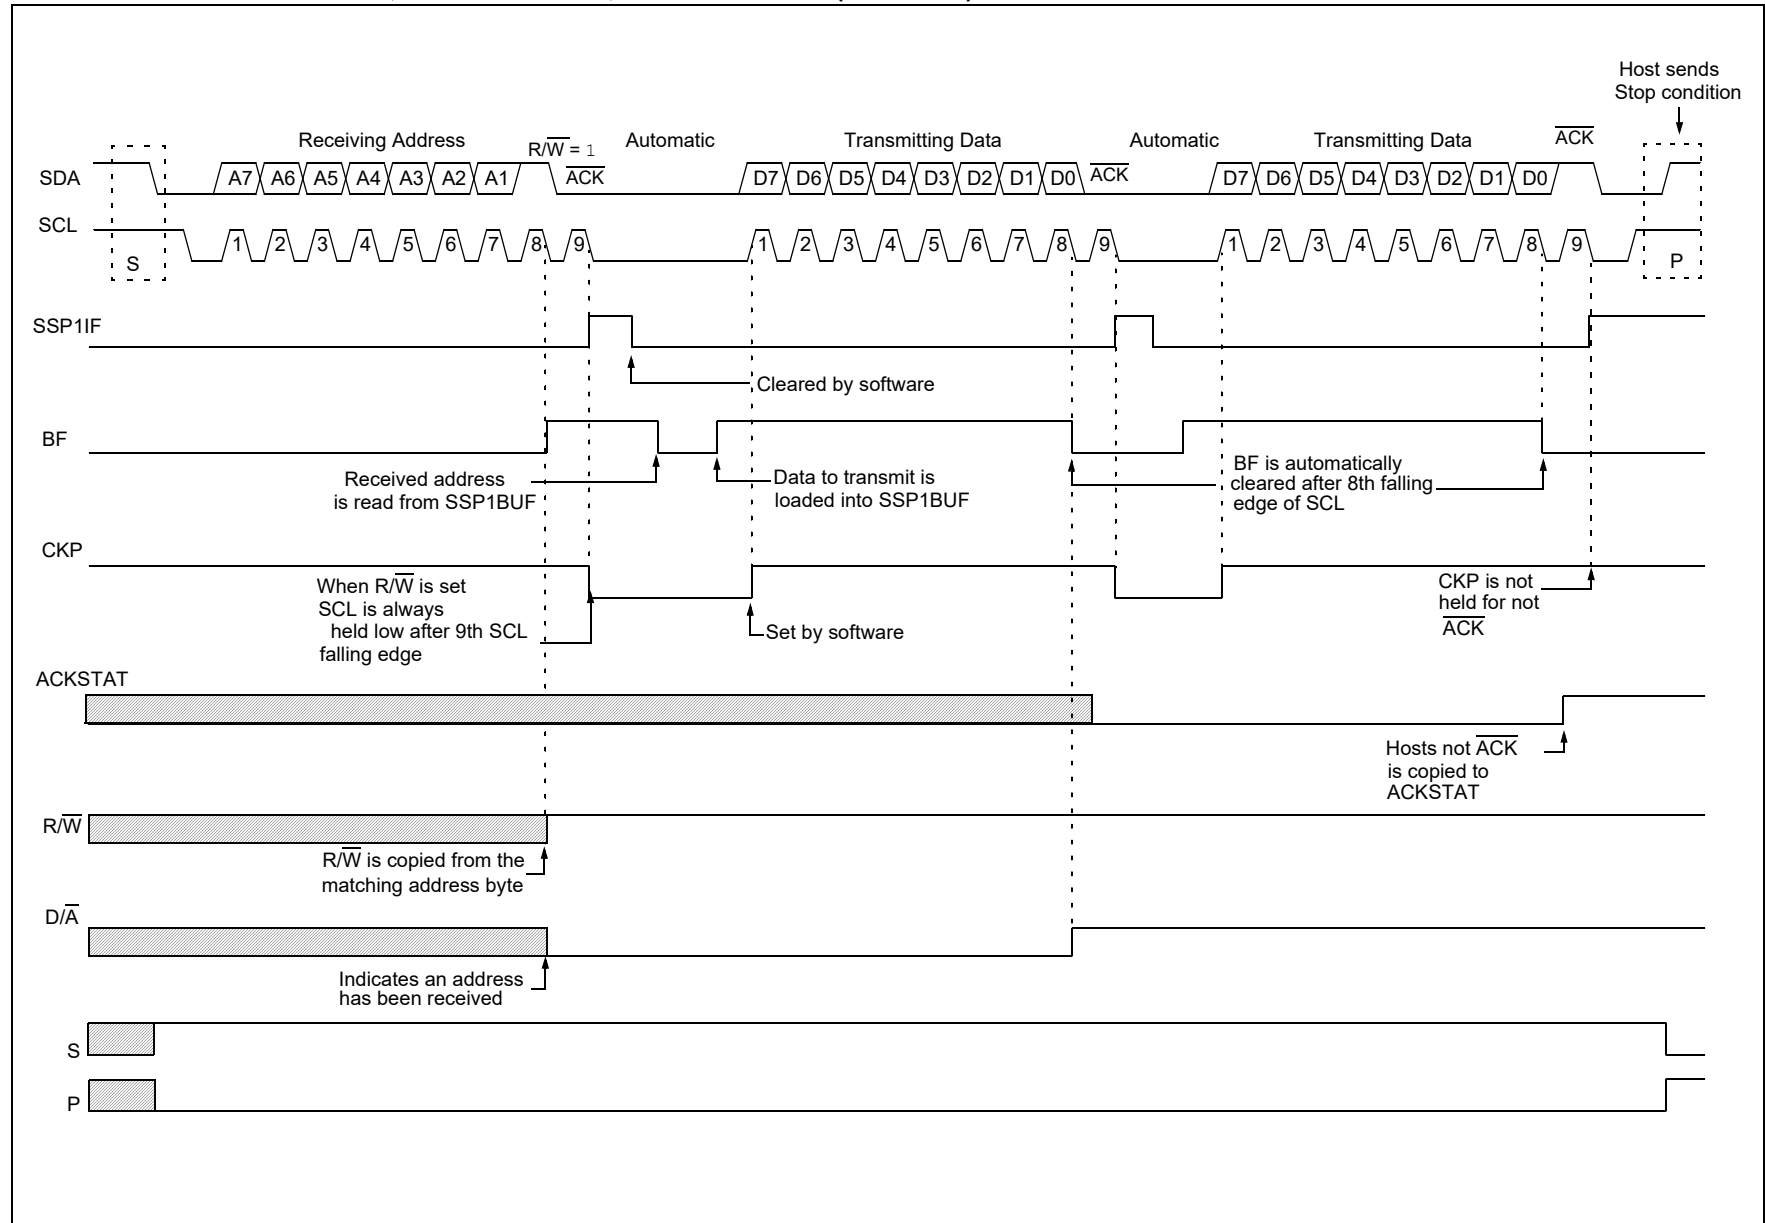 Host sends
Stop condition
Receiving Address
R/W̅ = 1
Automatic
Transmitting Data
Automatic
Transmitting Data
A̅C̅K̅
SDA
A7 A6 A5 A4 A3 A2 A1
A̅C̅K̅
D7 D6 D5 D4 D3 D2 D1 D0
A̅C̅K̅
D7 D6 D5 D4 D3 D2 D1 D0
SCL
S
1 2 3 4 5 6 7 8 9
1 2 3 4 5 6 7 8 9
1 2 3 4 5 6 7 8 9
P
SSP1IF
Cleared by software
BF
Received address
is read from SSP1BUF
Data to transmit is
loaded into SSP1BUF
BF is automatically
cleared after 8th falling
edge of SCL
CKP
When R/W̅ is set
SCL is always
held low after 9th SCL
falling edge
Set by software
CKP is not
held for not
A̅C̅K̅
ACKSTAT
Hosts not A̅C̅K̅
is copied to
ACKSTAT
R/W̅
R/W̅ is copied from the
matching address byte
D/A̅
Indicates an address
has been received
S
P